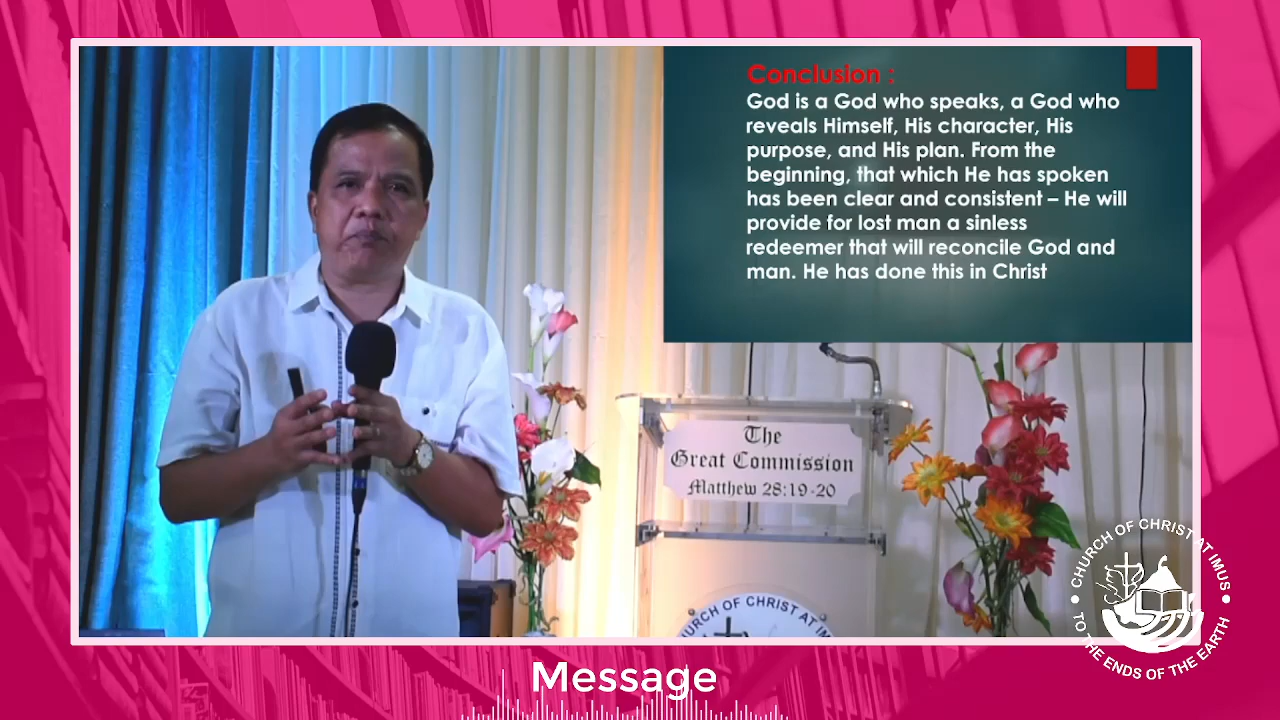 Conclusion :
God is a God who speaks, a God who
reveals Himself, His character, His
purpose, and His plan. From the
beginning, that which He has spoken
has been clear and consistent – He will
provide for lost man a sinless
redeemer that will reconcile God and
man. He has done this in Christ
The
Great Commission
Matthew 28:19-20
URCH OF CHRIST AT IM
CHURCH OF CHRIST AT IMUS
TO THE ENDS OF THE EARTH
Message